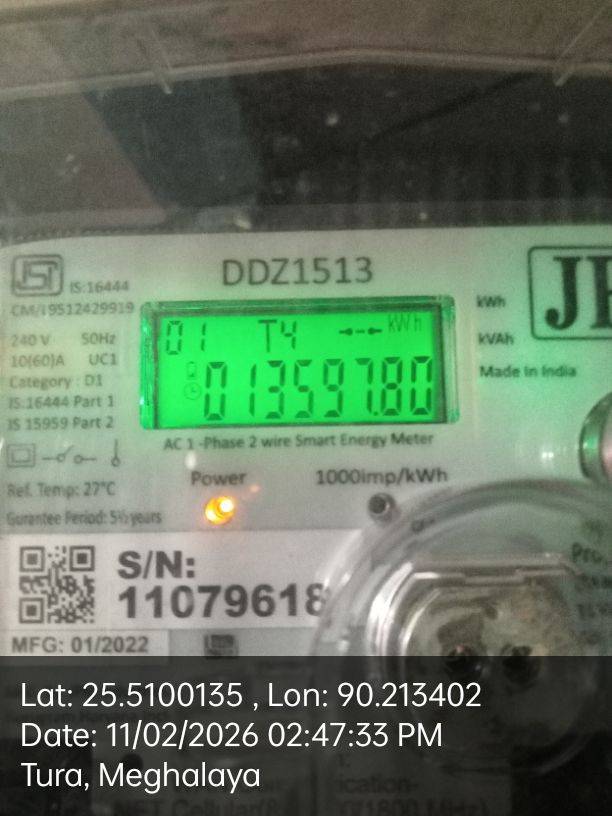 DDZ1513
IS:16444
CM/L9512429919
240 V 50Hz
10(60)A UC1
Category : D1
IS:16444 Part 1
IS 15959 Part 2
01 T4 kWh
013597.80
kWh
kVAh
Made In India
AC 1 -Phase 2 wire Smart Energy Meter
Power
1000imp/kWh
Ref. Temp: 27°C
Gurantee Period: 5½ years
S/N:
11079618
MFG: 01/2022
Lat: 25.5100135 , Lon: 90.213402
Date: 11/02/2026 02:47:33 PM
Tura, Meghalaya